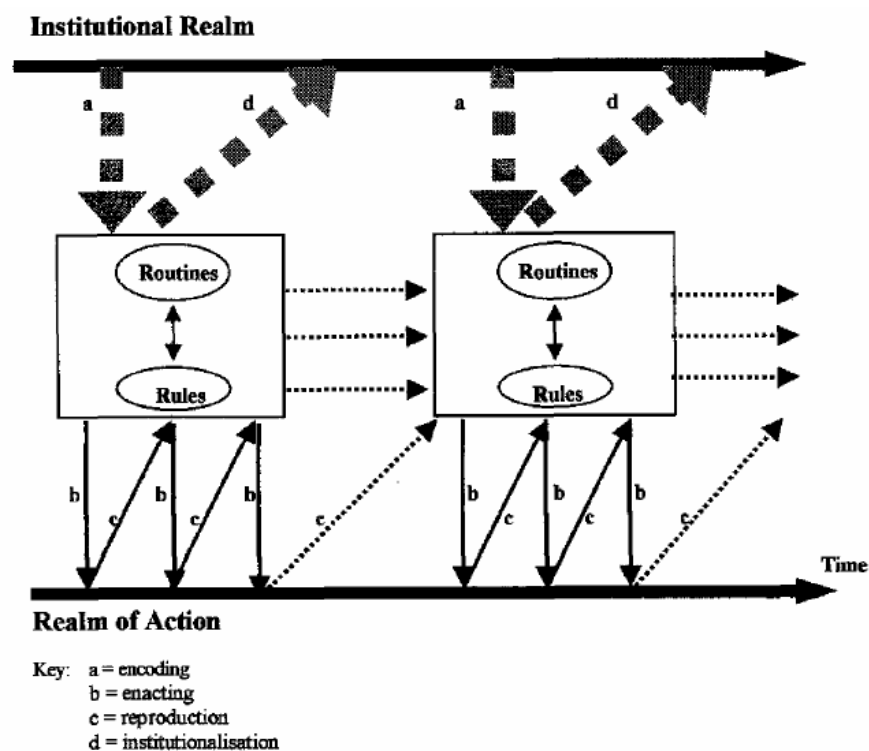 Institutional Realm
a
d
a
d
Routines
Routines
Rules
Rules
b
c
b
c
b
c
b
c
b
c
b
c
Time
Realm of Action
Key: a = encoding
b = enacting
c = reproduction
d = institutionalisation